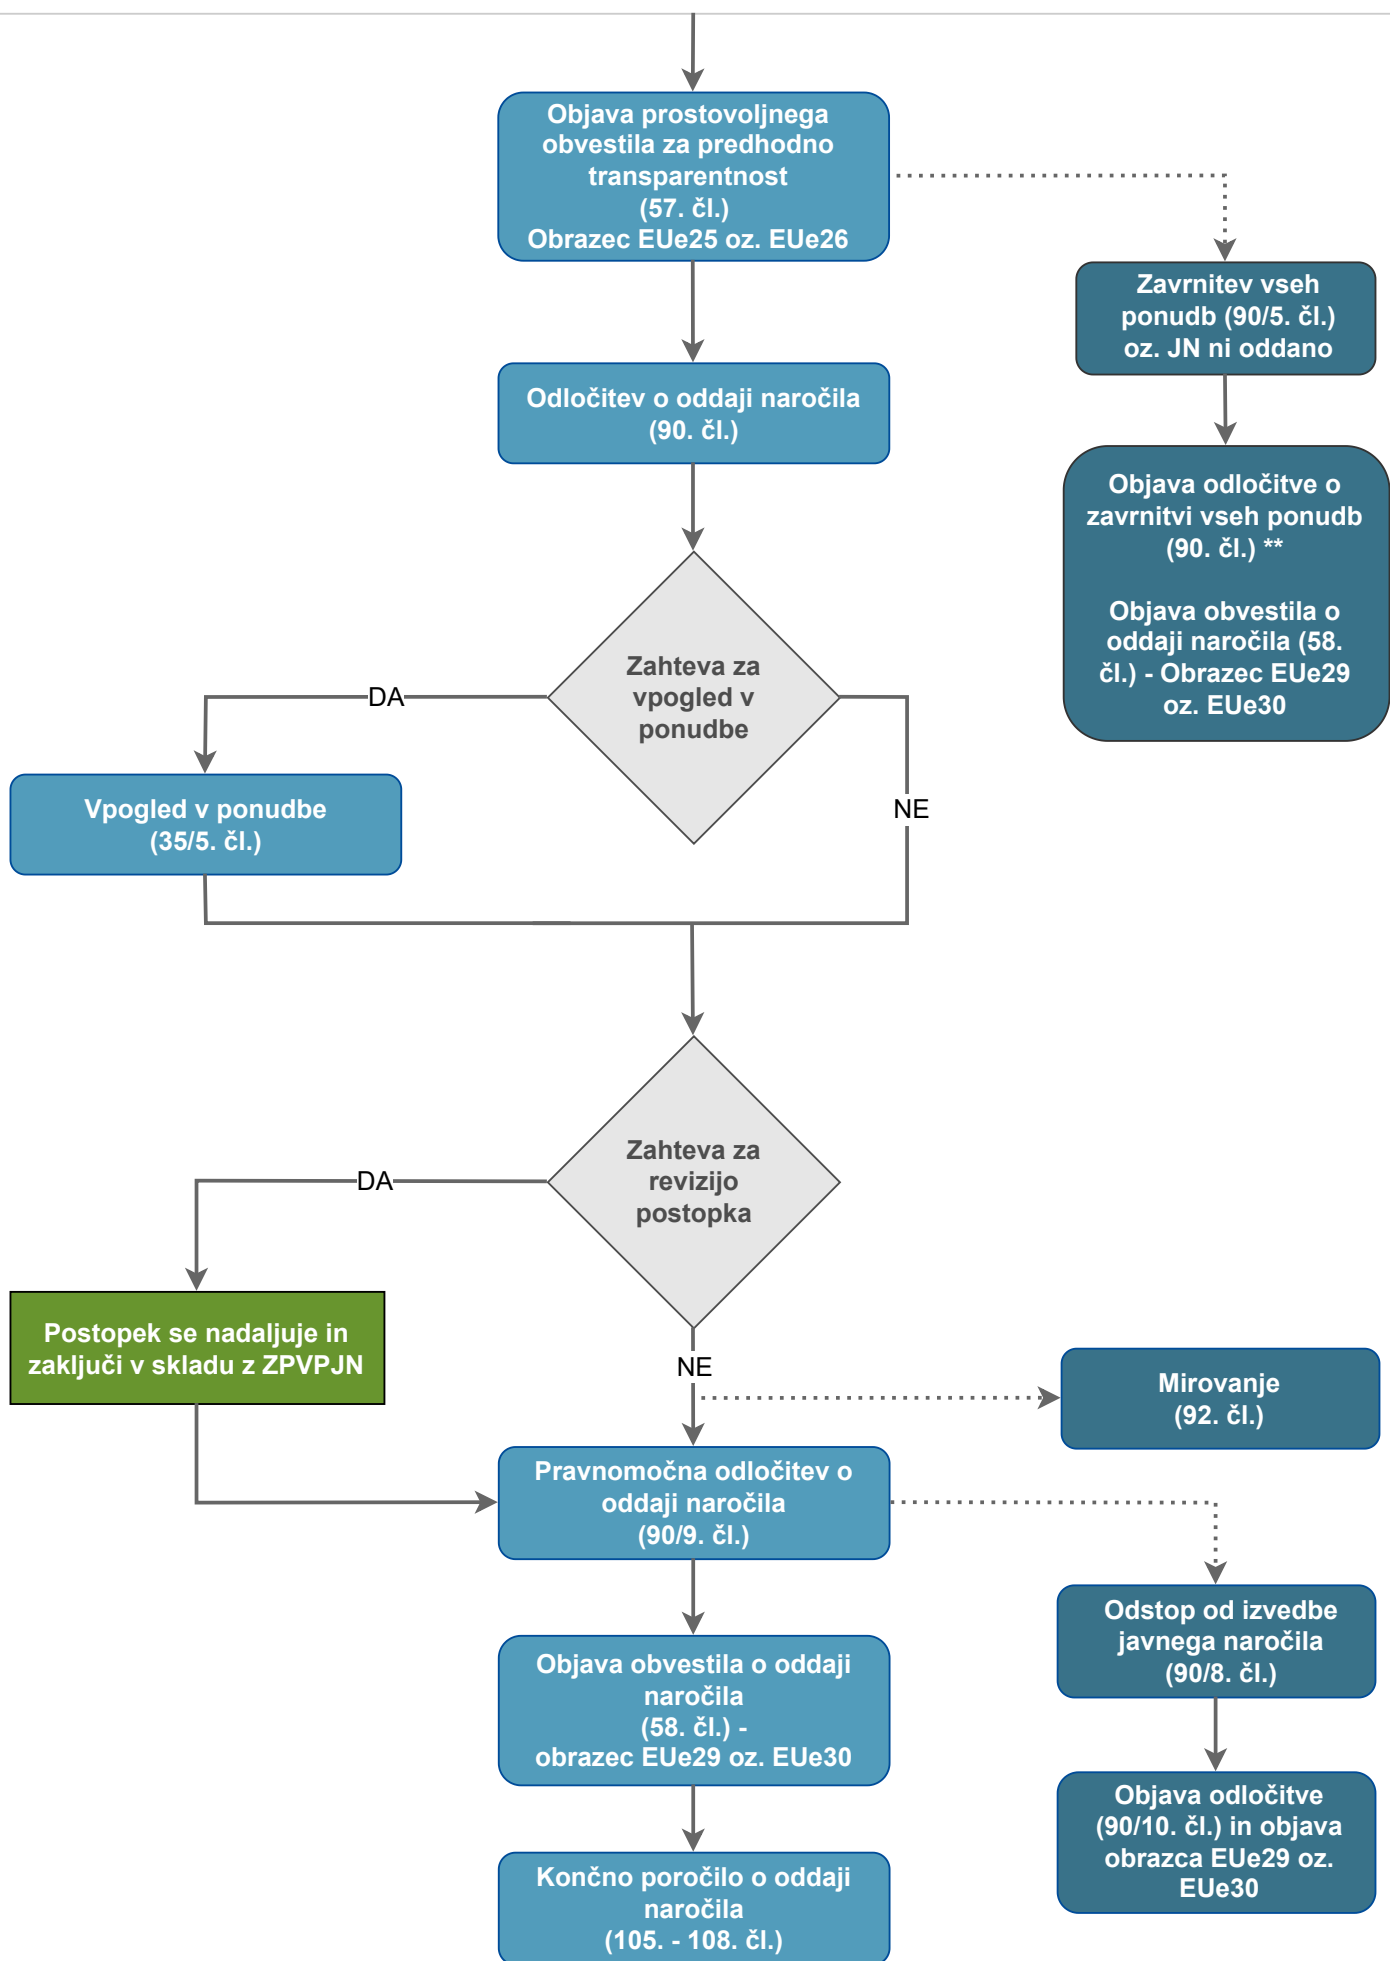 Objava prostovoljnega
obvestila za predhodno
transparentnost
(57. čl.)
Obrazec EUe25 oz. EUe26
Zavrnitev vseh
ponudb (90/5. čl.)
oz. JN ni oddano
Odločitev o oddaji naročila
(90. čl.)
Objava odločitve o
zavrnitvi vseh ponudb
(90. čl.) **
Objava obvestila o
oddaji naročila (58.
čl.) - Obrazec EUe29
oz. EUe30
Zahteva za
vpogled v
ponudbe
DA
NE
Vpogled v ponudbe
(35/5. čl.)
Zahteva za
revizijo
postopka
DA
NE
Postopek se nadaljuje in
zaključi v skladu z ZPVPJN
Mirovanje
(92. čl.)
Pravnomočna odločitev o
oddaji naročila
(90/9. čl.)
Odstop od izvedbe
javnega naročila
(90/8. čl.)
Objava obvestila o oddaji
naročila
(58. čl.) -
obrazec EUe29 oz. EUe30
Objava odločitve
(90/10. čl.) in objava
obrazca EUe29 oz.
EUe30
Končno poročilo o oddaji
naročila
(105. - 108. čl.)